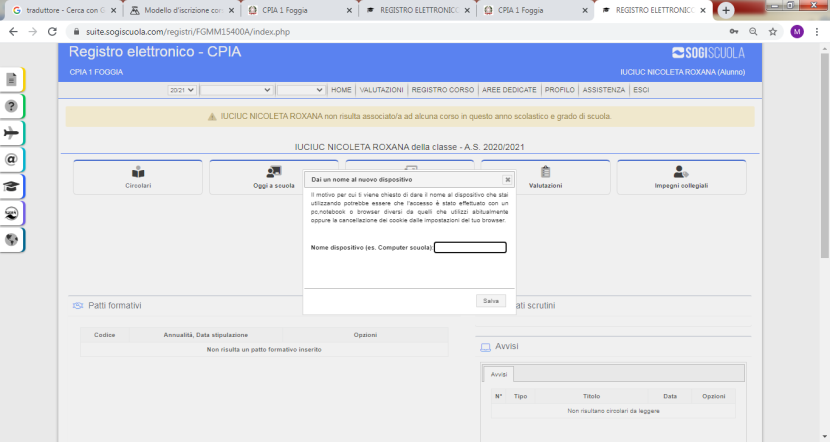 traduttore - Cerca con G
Modello d'iscrizione con
CPIA 1 Foggia
REGISTRO ELETTRONIC
CPIA 1 Foggia
REGISTRO ELETTRONIC
suite.sogiscuola.com/registri/FGMM15400A/index.php
M
Registro elettronico - CPIA
SOGISCUOLA
CPIA 1 FOGGIA
IUCIUC NICOLETA ROXANA (Alunno)
20/21
HOME
VALUTAZIONI
REGISTRO CORSO
AREE DEDICATE
PROFILO
ASSISTENZA
ESCI
IUCIUC NICOLETA ROXANA non risulta associato/a ad alcuna corso in questo anno scolastico e grado di scuola.
IUCIUC NICOLETA ROXANA della classe - A.S. 2020/2021
Circolari
Oggi a scuola
Valutazioni
Impegni collegiali
Dai un nome al nuovo dispositivo
Il motivo per cui ti viene chiesto di dare il nome al dispositivo che stai
utilizzando potrebbe essere che l'accesso è stato effettuato con un
pc,notebook o browser diversi da quelli che utilizzi abitualmente
oppure la cancellazione dei cookie dalle impostazioni del tuo browser.
Nome dispositivo (es. Computer scuola):
Salva
Patti formativi
ati scrutini
Codice
Annualità, Data stipulazione
Opzioni
Non risulta un patto formativo inserito
Avvisi
Avvisi
N°
Tipo
Titolo
Data
Opzioni
Non risultano circolari da leggere